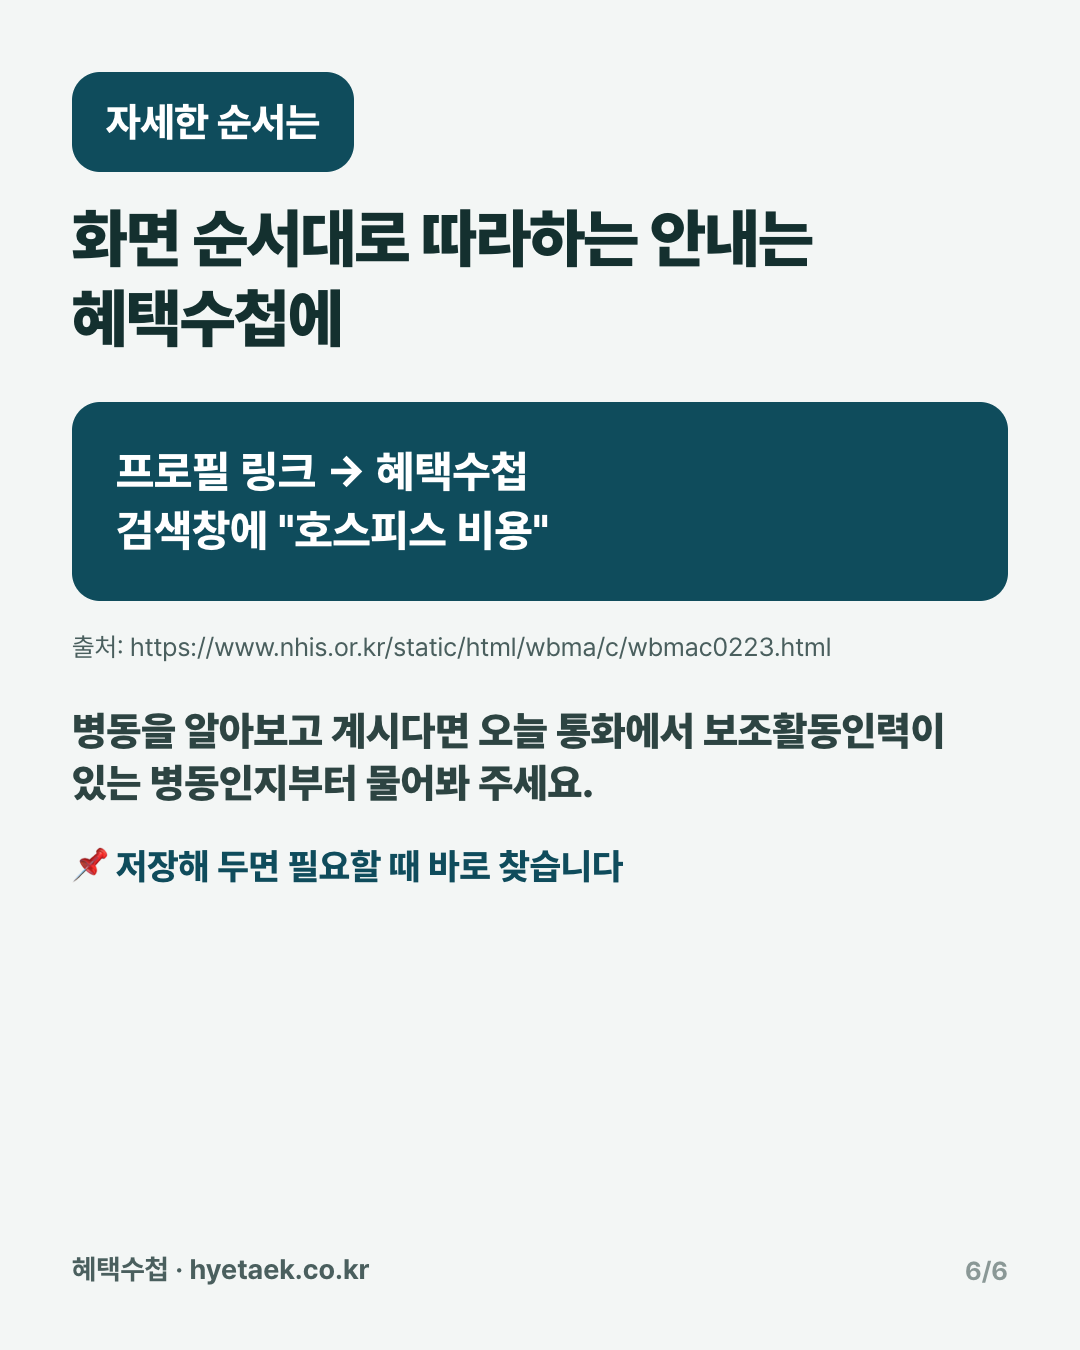 자세한 순서는
화면 순서대로 따라하는 안내는
혜택수첩에
프로필 링크 → 혜택수첩
검색창에 "호스피스 비용"
출처: https://www.nhis.or.kr/static/html/wbma/c/wbmac0223.html
병동을 알아보고 계시다면 오늘 통화에서 보조활동인력이
있는 병동인지부터 물어봐 주세요.
📌 저장해 두면 필요할 때 바로 찾습니다
혜택수첩 · hyetaek.co.kr
6/6